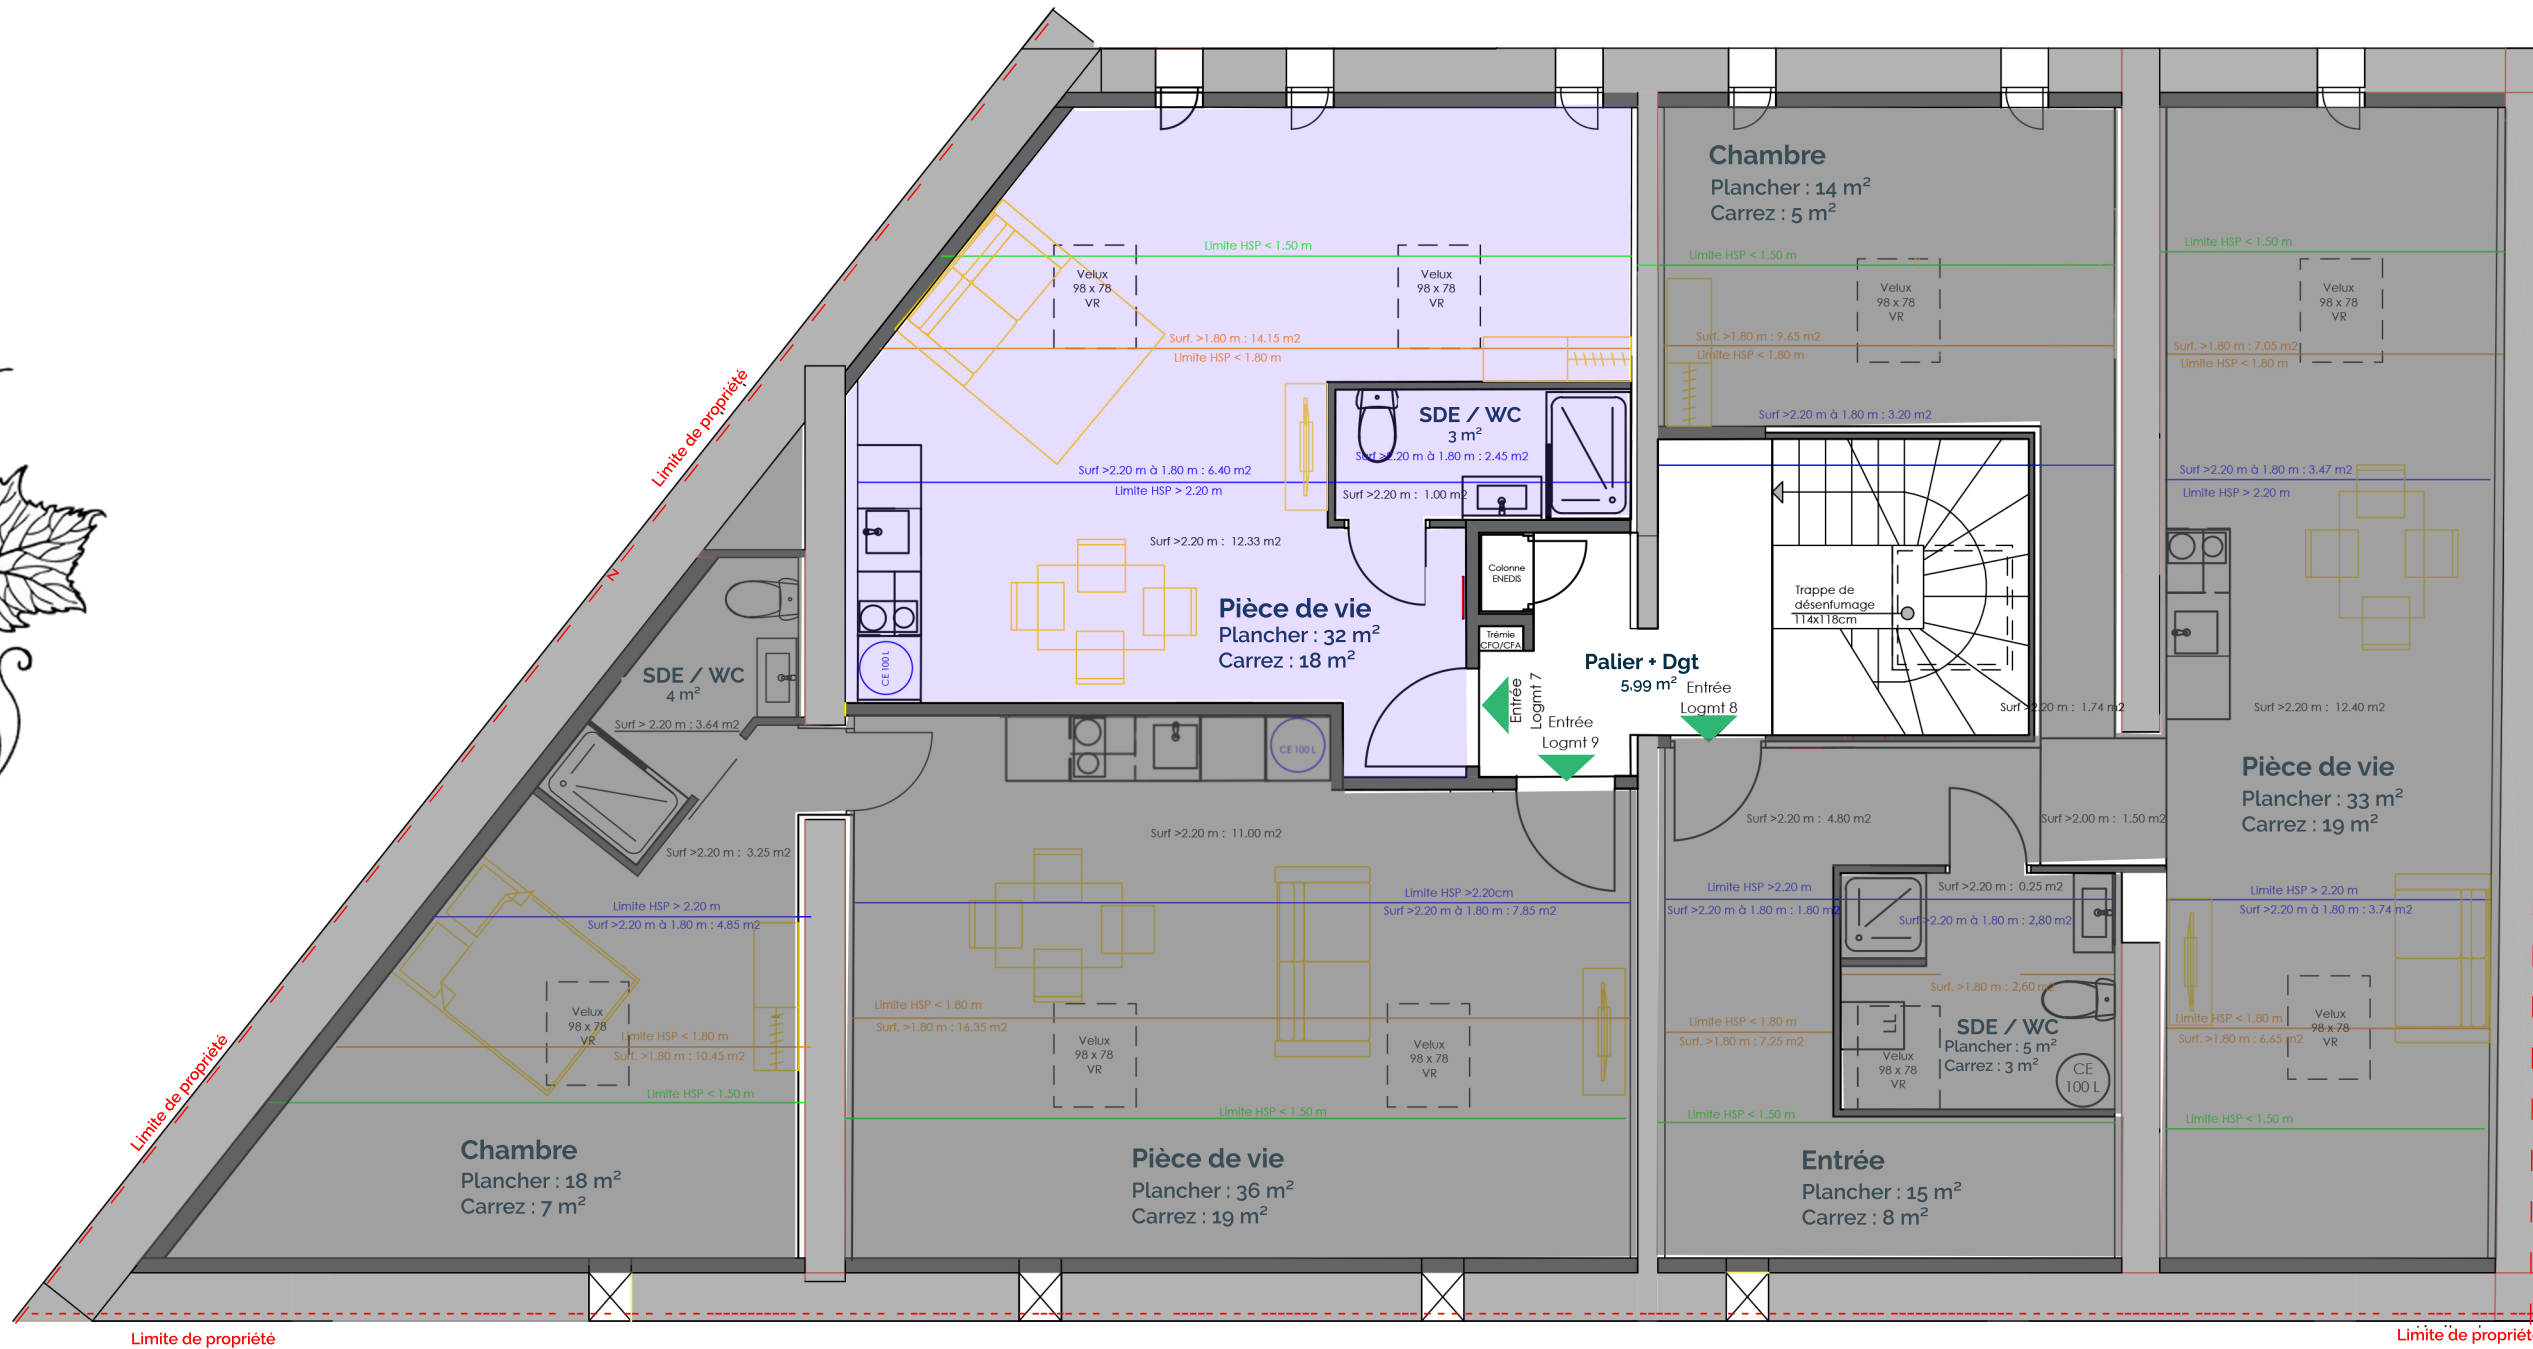 Limite de propriété
Limite de propriété
Limite de propriété
N
Limite HSP < 1.50 m
Velux
98 x 78
VR
Velux
98 x 78
VR
Surf. >1.80 m : 14.15 m2
Limite HSP < 1.80 m
Surf >2.20 m à 1.80 m : 6.40 m2
Limite HSP > 2.20 m
Surf >2.20 m : 12.33 m2
SDE / WC
3 m²
Surf >2.20 m à 1.80 m : 2.45 m2
Surf >2.20 m : 1.00 m2
Pièce de vie
Plancher : 32 m²
Carrez : 18 m²
CE 100 L
Colonne
ENEDIS
Trémie
CFO/CFA
Entrée
Logmt 7
Entrée
Logmt 9
Palier + Dgt
5,99 m²
Entrée
Logmt 8
Trappe de
désenfumage
114x118cm
Chambre
Plancher : 14 m²
Carrez : 5 m²
Limite HSP < 1.50 m
Velux
98 x 78
VR
Surf. >1.80 m : 9.65 m2
Limite HSP < 1.80 m
Surf >2.20 m à 1.80 m : 3.20 m2
Surf >2.20 m : 1.74 m2
Limite HSP < 1.50 m
Velux
98 x 78
VR
Surf. >1.80 m : 7.05 m2
Limite HSP < 1.80 m
Surf >2.20 m à 1.80 m : 3.47 m2
Limite HSP > 2.20 m
Surf >2.20 m : 12.40 m2
Pièce de vie
Plancher : 33 m²
Carrez : 19 m²
Limite HSP > 2.20 m
Surf >2.20 m à 1.80 m : 3.74 m2
Limite HSP < 1.80 m
Surf. >1.80 m : 6.65 m2
Velux
98 x 78
VR
Limite HSP < 1.50 m
SDE / WC
4 m²
Surf > 2.20 m : 3.64 m2
Surf >2.20 m : 3.25 m2
Limite HSP > 2.20 m
Surf >2.20 m à 1.80 m : 4.85 m2
Velux
98 x 78
VR
Limite HSP < 1.80 m
Surf. >1.80 m : 10.45 m2
Limite HSP < 1.50 m
Chambre
Plancher : 18 m²
Carrez : 7 m²
CE 100 L
Surf >2.20 m : 11.00 m2
Limite HSP >2.20cm
Surf >2.20 m à 1.80 m : 7.85 m2
Limite HSP < 1.80 m
Surf. >1.80 m : 16.35 m2
Velux
98 x 78
VR
Velux
98 x 78
VR
Limite HSP < 1.50 m
Pièce de vie
Plancher : 36 m²
Carrez : 19 m²
Surf >2.20 m : 4.80 m2
Surf >2.00 m : 1.50 m2
Limite HSP >2.20 m
Surf >2.20 m à 1.80 m : 1.80 m2
Surf >2.20 m : 0.25 m2
Surf >2.20 m à 1.80 m : 2,80 m2
Surf. >1.80 m : 2,60 m2
Limite HSP < 1.80 m
Surf. >1.80 m : 7.25 m2
LL
SDE / WC
Plancher : 5 m²
Carrez : 3 m²
Velux
98 x 78
VR
CE
100 L
Limite HSP < 1.50 m
Entrée
Plancher : 15 m²
Carrez : 8 m²
Limite de propriét